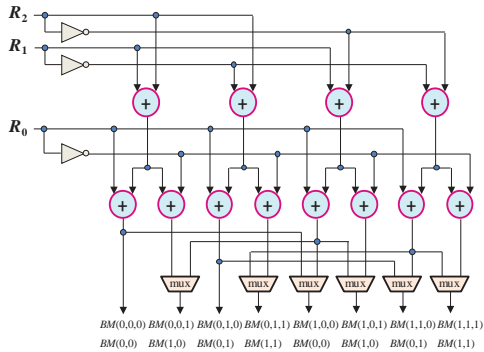 R2
R1
+ + + +
R0
+ + + + + + + +
mux mux mux mux mux mux
BM(0,0,0) BM(0,0,1) BM(0,1,0) BM(0,1,1) BM(1,0,0) BM(1,0,1) BM(1,1,0) BM(1,1,1)
BM(0,0) BM(1,0) BM(0,1) BM(1,1) BM(0,0) BM(1,0) BM(0,1) BM(1,1)